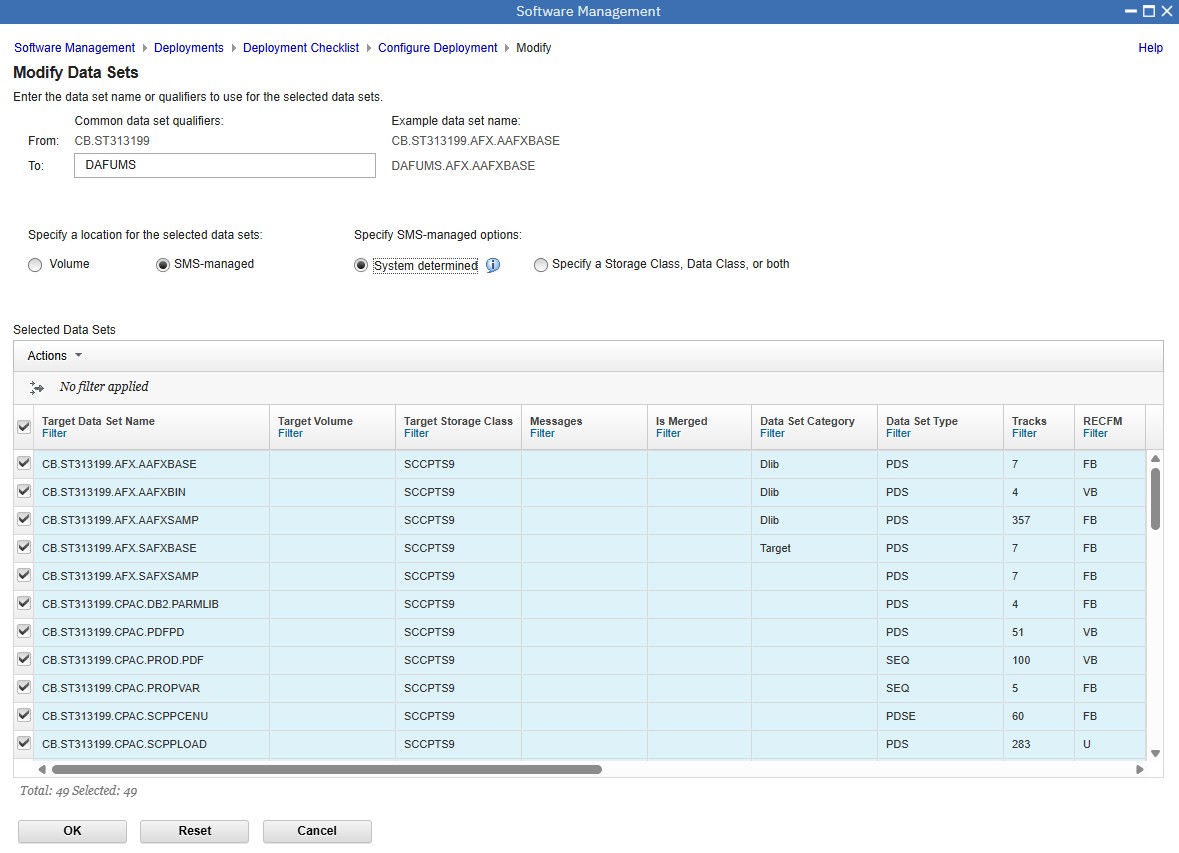 Software Management
Software Management Deployments Deployment Checklist Configure Deployment Modify Help
Modify Data Sets
Enter the data set name or qualifiers to use for the selected data sets.
Common data set qualifiers: Example data set name:
From: CB.ST313199 CB.ST313199.AFX.AAFXBASE
To: DAFUMS DAFUMS.AFX.AAFXBASE
Specify a location for the selected data sets: Specify SMS-managed options:
Volume SMS-managed System determined i Specify a Storage Class, Data Class, or both
Selected Data Sets
Actions
No filter applied
Target Data Set Name Target Volume Target Storage Class Messages Is Merged Data Set Category Data Set Type Tracks RECFM
Filter Filter Filter Filter Filter Filter Filter Filter Filter
CB.ST313199.AFX.AAFXBASE SCCPTS9 Dlib PDS 7 FB
CB.ST313199.AFX.AAFXBIN SCCPTS9 Dlib PDS 4 VB
CB.ST313199.AFX.AAFXSAMP SCCPTS9 Dlib PDS 357 FB
CB.ST313199.AFX.SAFXBASE SCCPTS9 Target PDS 7 FB
CB.ST313199.AFX.SAFXSAMP SCCPTS9 PDS 7 FB
CB.ST313199.CPAC.DB2.PARMLIB SCCPTS9 PDS 4 FB
CB.ST313199.CPAC.PDFPD SCCPTS9 PDS 51 VB
CB.ST313199.CPAC.PROD.PDF SCCPTS9 SEQ 100 VB
CB.ST313199.CPAC.PROPVAR SCCPTS9 SEQ 5 FB
CB.ST313199.CPAC.SCPPCENU SCCPTS9 PDSE 60 FB
CB.ST313199.CPAC.SCPPLOAD SCCPTS9 PDS 283 U
Total: 49 Selected: 49
OK Reset Cancel